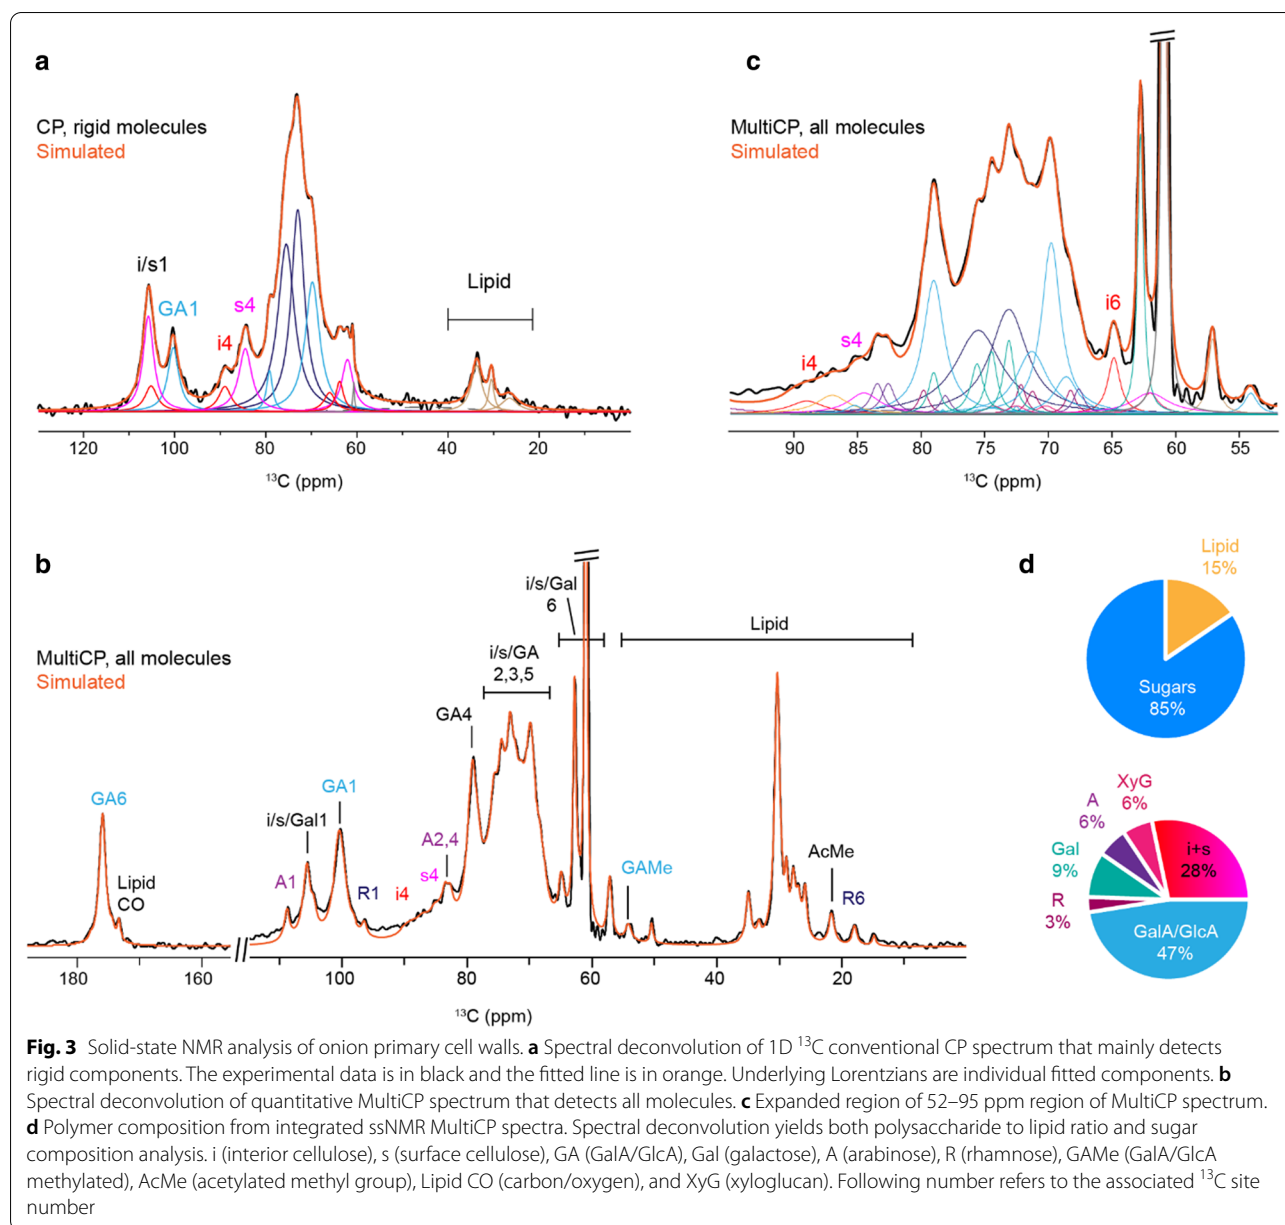 a
CP, rigid molecules
Simulated
i/s1
GA1
i4
s4
Lipid
120 100 80 60 40 20
¹³C (ppm)
c
MultiCP, all molecules
Simulated
i4
s4
i6
90 85 80 75 70 65 60 55
¹³C (ppm)
b
MultiCP, all molecules
Simulated
GA6
Lipid
CO
A1
i/s/Gal1
GA1
R1
i4
s4
A2,4
GA4
i/s/GA
2,3,5
i/s/Gal
6
Lipid
GAMe
AcMe
R6
180 160 100 80 60 40 20
¹³C (ppm)
d
Lipid
15%
Sugars
85%
XyG
6%
A
6%
Gal
9%
R
3%
i+s
28%
GalA/GlcA
47%
Fig. 3 Solid-state NMR analysis of onion primary cell walls. a Spectral deconvolution of 1D ¹³C conventional CP spectrum that mainly detects
rigid components. The experimental data is in black and the fitted line is in orange. Underlying Lorentzians are individual fitted components. b
Spectral deconvolution of quantitative MultiCP spectrum that detects all molecules. c Expanded region of 52–95 ppm region of MultiCP spectrum.
d Polymer composition from integrated ssNMR MultiCP spectra. Spectral deconvolution yields both polysaccharide to lipid ratio and sugar
composition analysis. i (interior cellulose), s (surface cellulose), GA (GalA/GlcA), Gal (galactose), A (arabinose), R (rhamnose), GAMe (GalA/GlcA
methylated), AcMe (acetylated methyl group), Lipid CO (carbon/oxygen), and XyG (xyloglucan). Following number refers to the associated ¹³C site
number